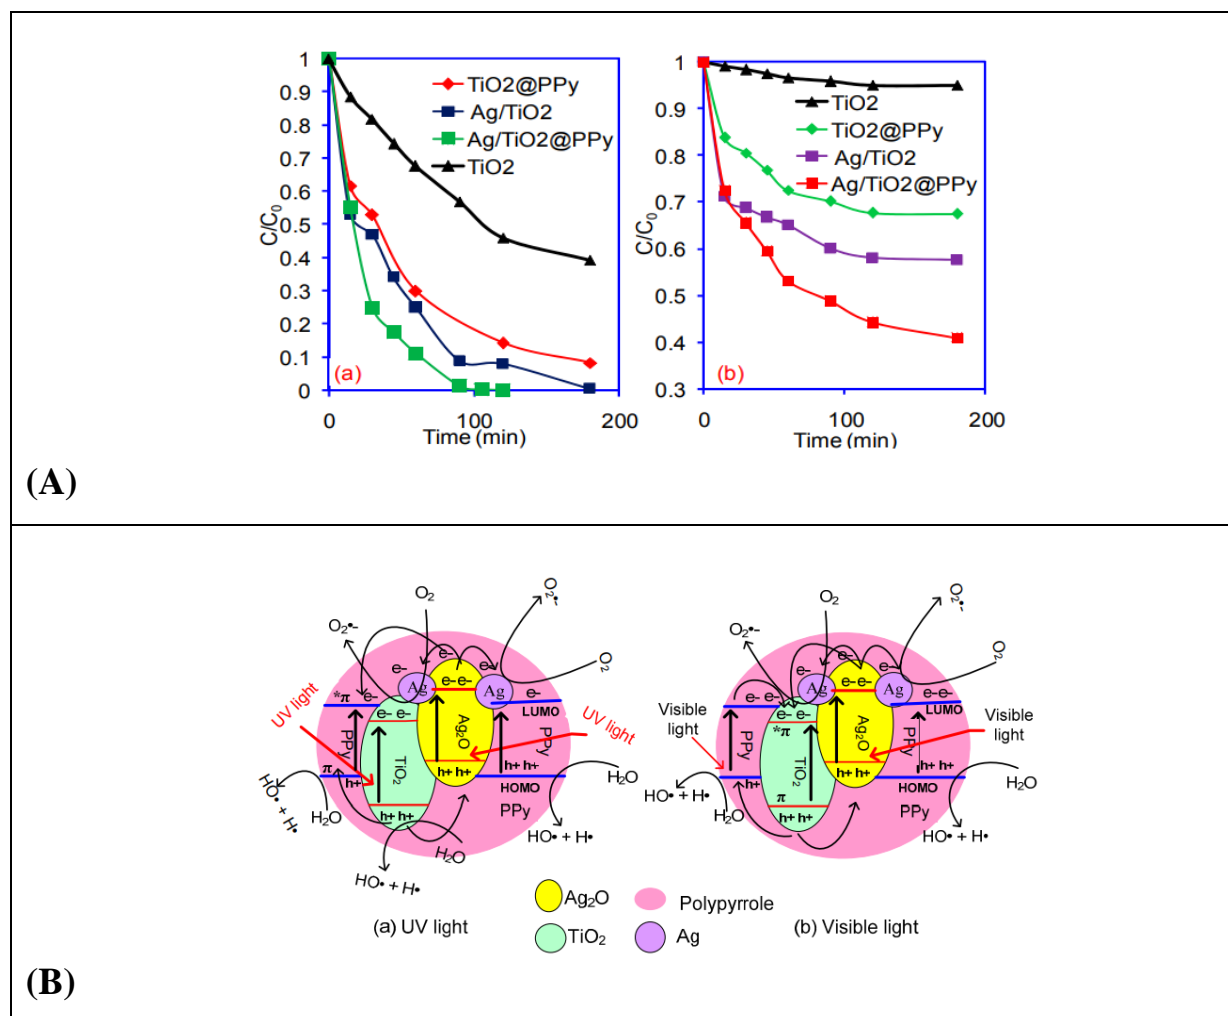 1
0.9
0.8
0.7
0.6
0.5
0.4
0.3
0.2
0.1
0
C/C0
TiO2@PPy
Ag/TiO2
Ag/TiO2@PPy
TiO2
(a)
0
100
200
Time (min)
1
0.9
0.8
0.7
0.6
0.5
0.4
0.3
C/C0
TiO2
TiO2@PPy
Ag/TiO2
Ag/TiO2@PPy
(b)
0
100
200
Time (min)
(A)
O2
O2•-
O2•-
O2
e-
e-
e-
e- e-
Ag
Ag
*π
e-
e-
e- e-
UV light
UV light
LUMO
PPy
Ag2O
PPy
TiO2
π
h+
h+ h+
h+ h+
HOMO
H2O
HO• + H•
H2O
h+ h+
PPy
H2O
HO• + H•
HO• + H•
O2
O2•-
O2•-
O2
e-
e-
e-
e- e-
Ag
Ag
e- e-
e- e-
e- e-
LUMO
Visible
light
Visible
light
*π
PPy
Ag2O
PPy
TiO2
h+
h+ h+
h+ h+
H2O
π
HOMO
HO• + H•
H2O
h+ h+
PPy
HO• + H•
Ag2O
Polypyrrole
TiO2
Ag
(a) UV light
(b) Visible light
(B)